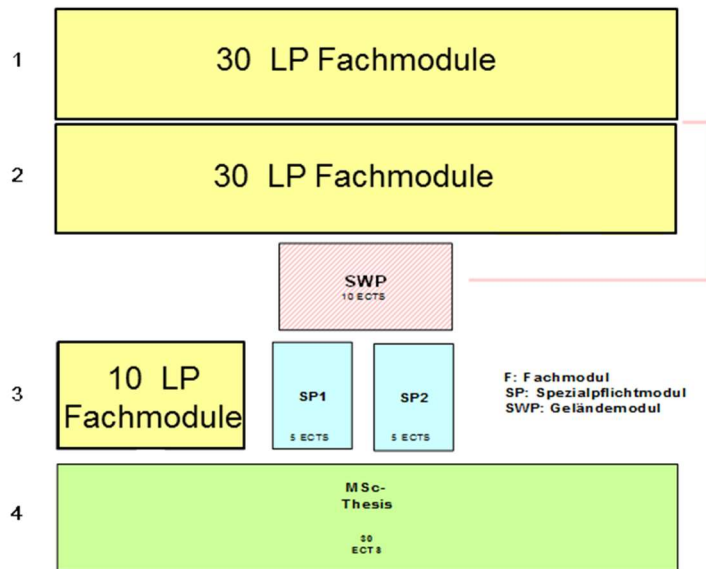 1
30 LP Fachmodule
2
30 LP Fachmodule
SWP
10 ECTS
3
10 LP
Fachmodule
SP1
5 ECTS
SP2
5 ECTS
F: Fachmodul
SP: Spezialpflichtmodul
SWP: Geländemodul
4
MSc-
Thesis
30
ECTS